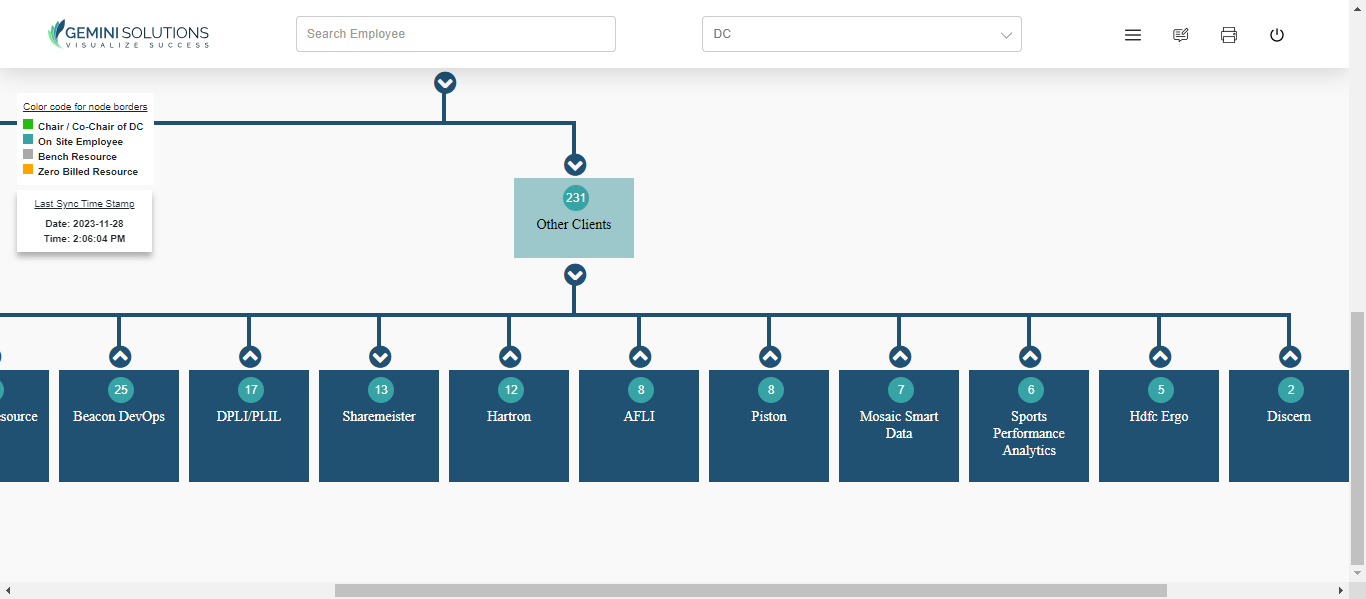 GEMINI SOLUTIONS
VISUALIZE SUCCESS
Search Employee
DC
Color code for node borders
Chair / Co-Chair of DC
On Site Employee
Bench Resource
Zero Billed Resource
Last Sync Time Stamp
Date: 2023-11-28
Time: 2:06:04 PM
231
Other Clients
esource
25
Beacon DevOps
17
DPLI/PLIL
13
Sharemeister
12
Hartron
8
AFLI
8
Piston
7
Mosaic Smart
Data
6
Sports
Performance
Analytics
5
Hdfc Ergo
2
Discern